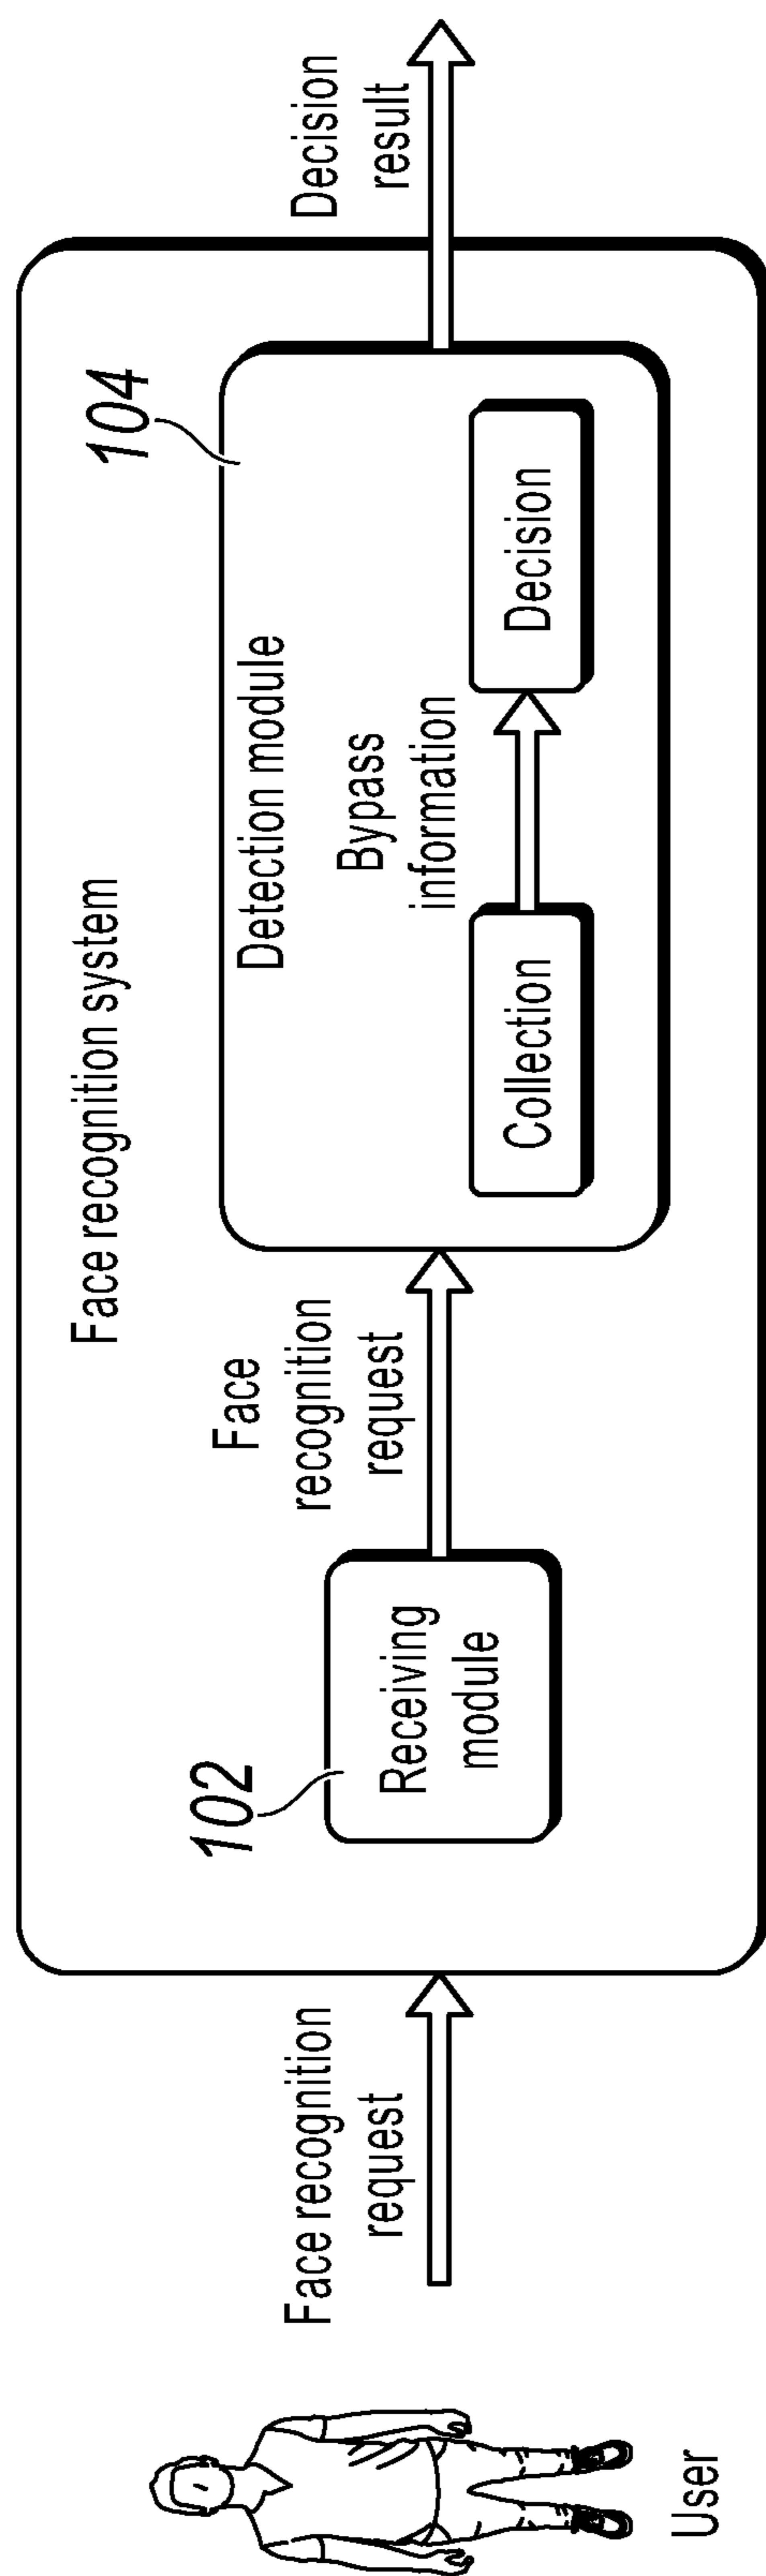 User
Face recognition
request
Face recognition system
102
Receiving
module
Face
recognition
request
104
Detection module
Collection
Bypass
information
Decision
Decision
result